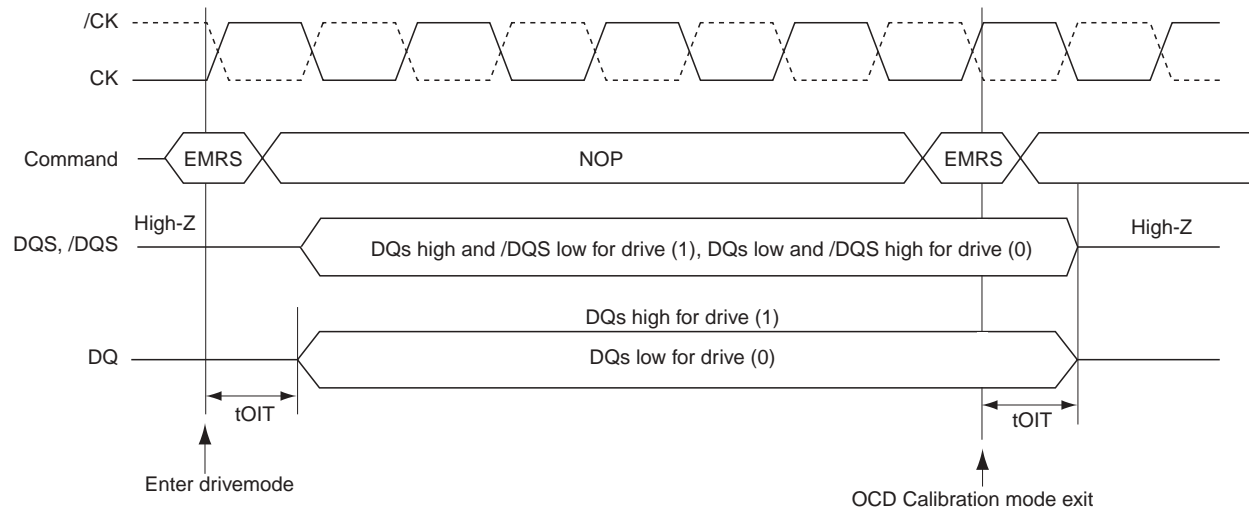 /CK
CK
Command
EMRS
NOP
EMRS
High-Z
DQS, /DQS
DQs high and /DQS low for drive (1), DQs low and /DQS high for drive (0)
High-Z
DQs high for drive (1)
DQ
DQs low for drive (0)
tOIT
tOIT
Enter drivemode
OCD Calibration mode exit